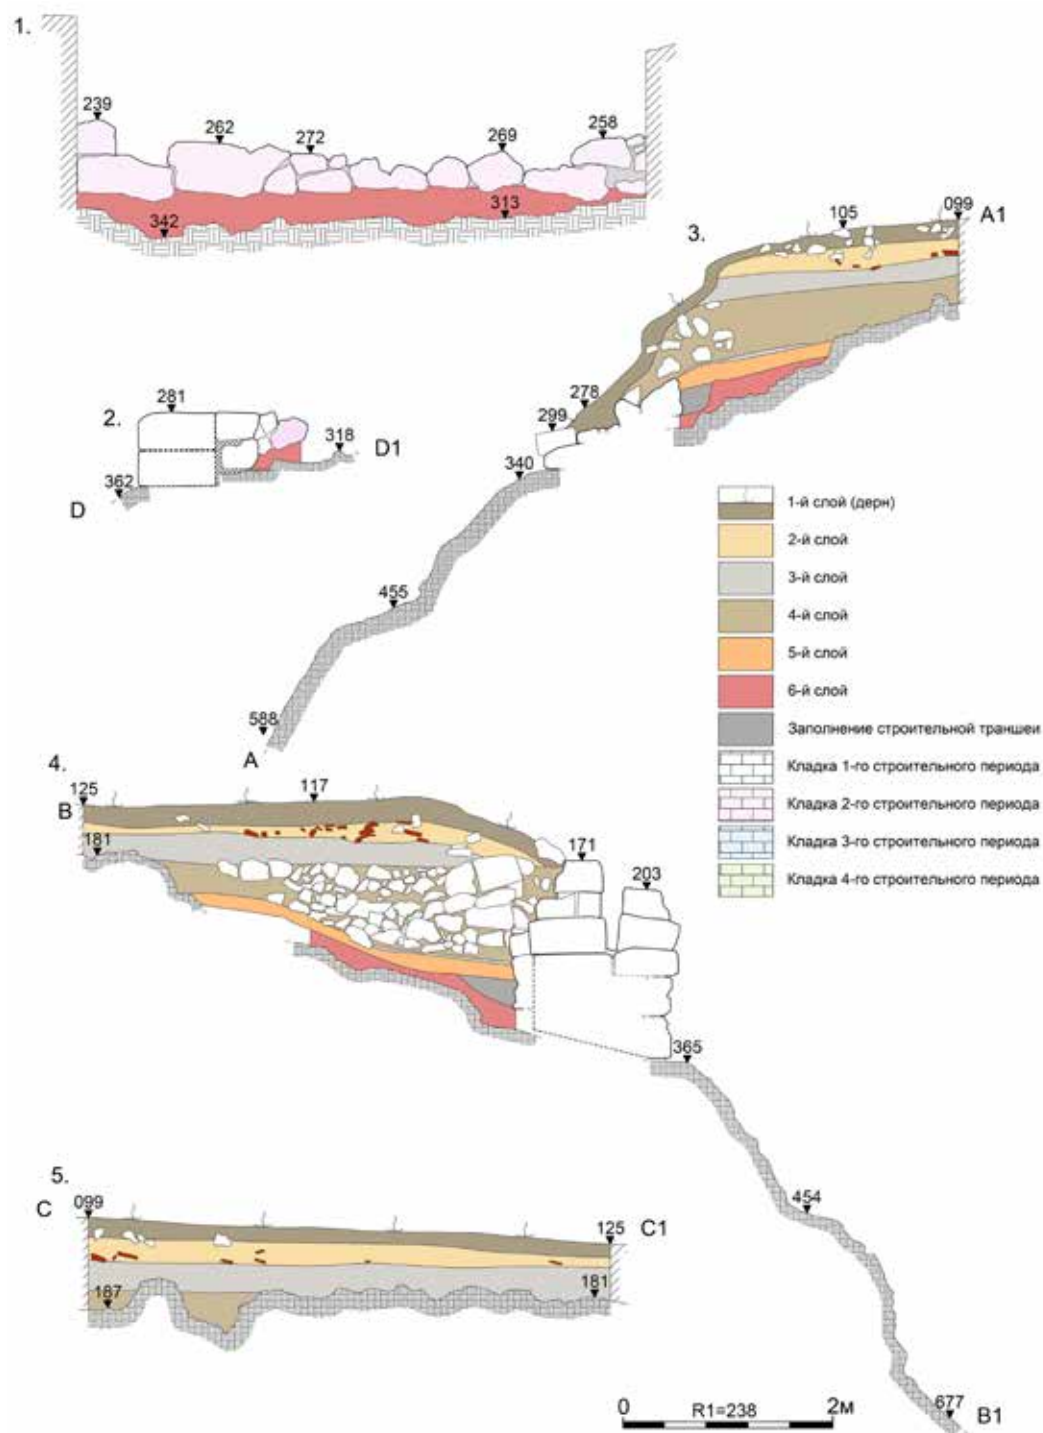 1.
239
262
272
269
258
342
313
3.
105
099
A1
278
299
340
455
588
A
2.
281
318
D1
362
D
1-й слой (дерн)
2-й слой
3-й слой
4-й слой
5-й слой
6-й слой
Заполнение строительной траншеи
Кладка 1-го строительного периода
Кладка 2-го строительного периода
Кладка 3-го строительного периода
Кладка 4-го строительного периода
4.
125
117
B
181
171
203
365
454
677
B1
5.
C
099
125
C1
187
181
0
2м
R1=238